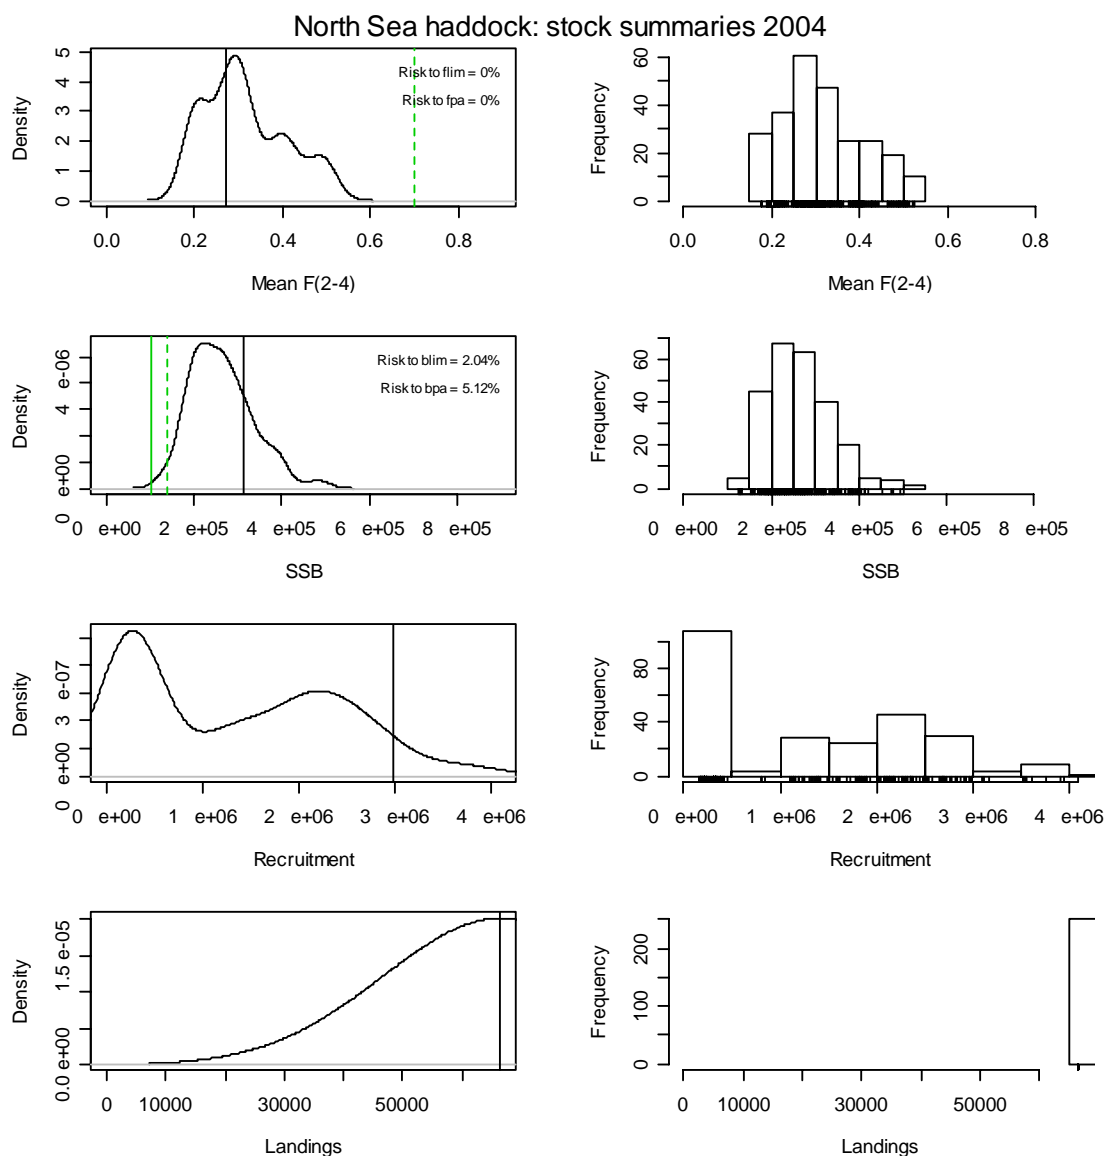 North Sea haddock: stock summaries 2004
Density
0 1 2 3 4 5
Risk to flim = 0%
Risk to fpa = 0%
0.0 0.2 0.4 0.6 0.8
Mean F(2-4)
Frequency
0 20 40 60
0.0 0.2 0.4 0.6 0.8
Mean F(2-4)
Density
0 e+00 4 e-06
Risk to blim = 2.04%
Risk to bpa = 5.12%
0 e+00 2 e+05 4 e+05 6 e+05 8 e+05
SSB
Frequency
0 20 40 60
0 e+00 2 e+05 4 e+05 6 e+05 8 e+05
SSB
Density
0 e+00 3 e-07
0 e+00 1 e+06 2 e+06 3 e+06 4 e+06
Recruitment
Frequency
0 40 80
0 e+00 1 e+06 2 e+06 3 e+06 4 e+06
Recruitment
Density
0.0 e+00 1.5 e-05
0 10000 30000 50000
Landings
Frequency
0 100 200
0 10000 30000 50000
Landings